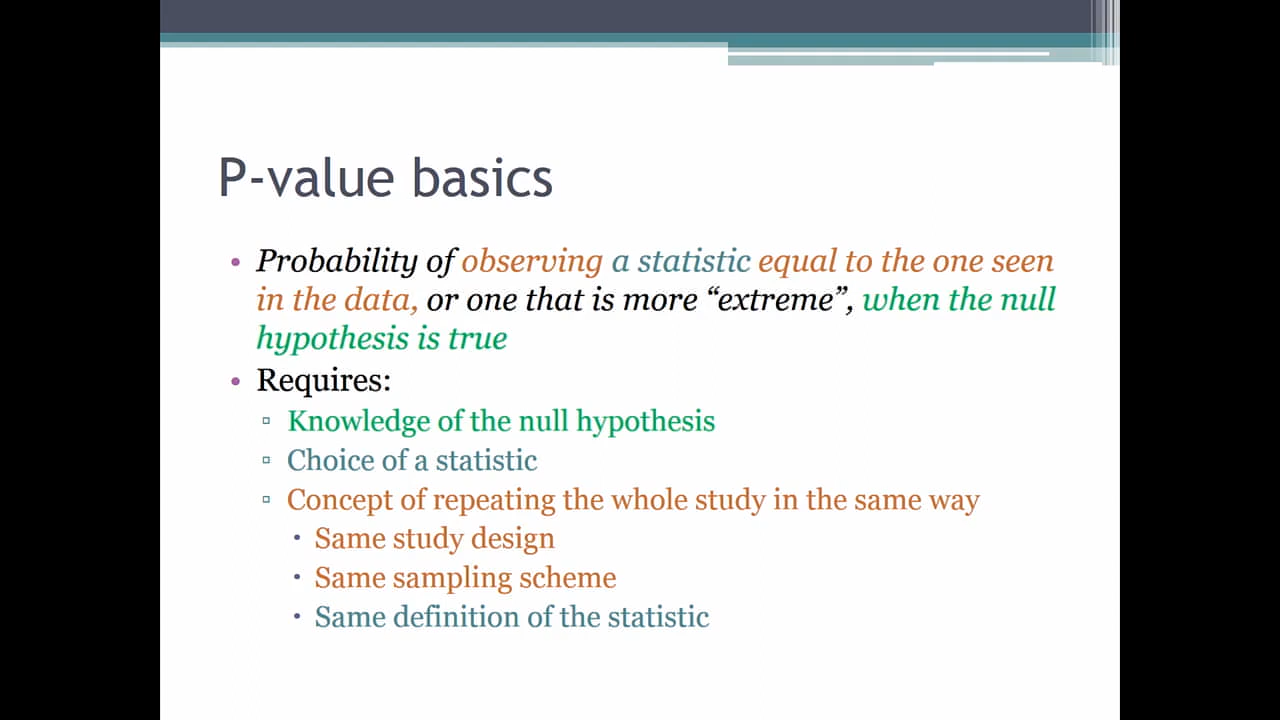 P-value basics
• Probability of observing a statistic equal to the one seen
in the data, or one that is more “extreme”, when the null
hypothesis is true
• Requires:
▫ Knowledge of the null hypothesis
▫ Choice of a statistic
▫ Concept of repeating the whole study in the same way
• Same study design
• Same sampling scheme
• Same definition of the statistic